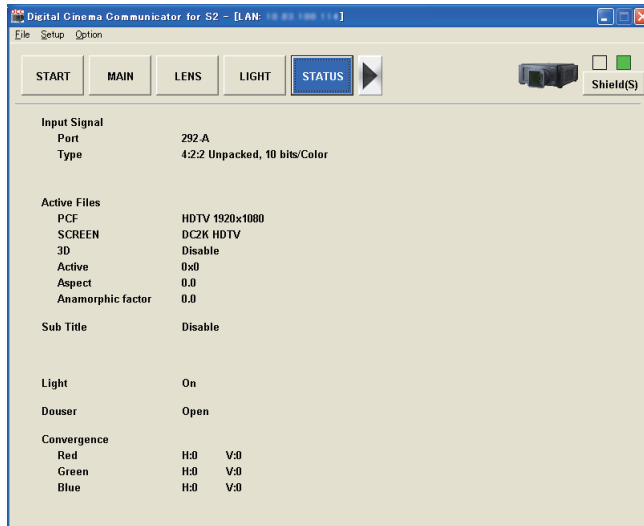 Digital Cinema Communicator for S2 - [LAN: ]
File Setup Option
START MAIN LENS LIGHT STATUS Shield(S)
Input Signal
Port 292-A
Type 4:2:2 Unpacked, 10 bits/Color
Active Files
PCF HDTV 1920x1080
SCREEN DC2K HDTV
3D Disable
Active 0x0
Aspect 0.0
Anamorphic factor 0.0
Sub Title Disable
Light On
Douser Open
Convergence
Red H:0 V:0
Green H:0 V:0
Blue H:0 V:0